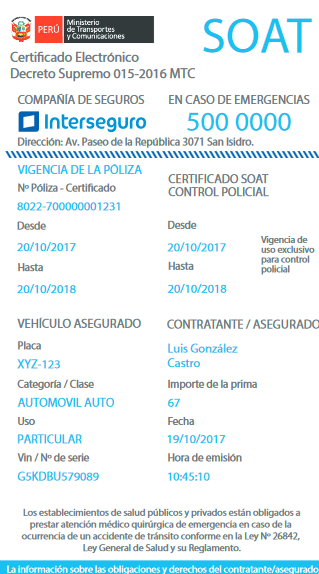 PERÚ
Ministerio
de Transportes
y Comunicaciones
SOAT
Certificado Electrónico
Decreto Supremo 015-2016 MTC
COMPAÑÍA DE SEGUROS
Interseguro
EN CASO DE EMERGENCIAS
500 0000
Dirección: Av. Paseo de la República 3071 San Isidro.
VIGENCIA DE LA PÓLIZA
Nº Póliza - Certificado
8022-700000001231
Desde
20/10/2017
Hasta
20/10/2018
CERTIFICADO SOAT
CONTROL POLICIAL
Desde
20/10/2017
Hasta
20/10/2018
Vigencia de
uso exclusivo
para control
policial
VEHÍCULO ASEGURADO
Placa
XYZ-123
Categoría / Clase
AUTOMOVIL AUTO
Uso
PARTICULAR
Vin / Nº de serie
G5KDBU579089
CONTRATANTE / ASEGURADO
Luis González
Castro
Importe de la prima
67
Fecha
19/10/2017
Hora de emisión
10:45:10
Los establecimientos de salud públicos y privados están obligados a
prestar atención médico quirúrgica de emergencia en caso de la
ocurrencia de un accidente de tránsito conforme en la Ley Nº 26842,
Ley General de Salud y su Reglamento.
La información sobre las obligaciones y derechos del contratante/asegurado